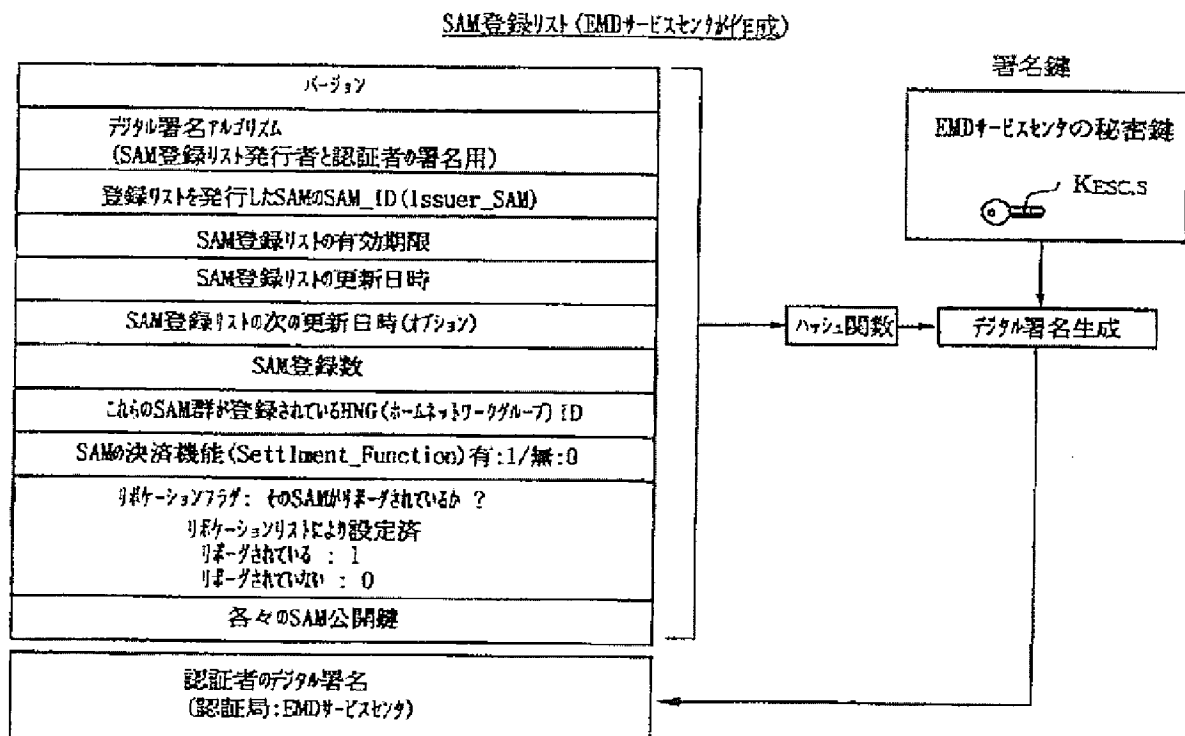 SAM登録リスト(EMDサービスセンタが作成)
バージョン
デジタル署名アルゴリズム
(SAM登録リスト発行者と認証者の署名用)
登録リストを発行したSAMのSAM_ID(Issuer_SAM)
SAM登録リストの有効期限
SAM登録リストの更新日時
SAM登録リストの次の更新日時(オプション)
SAM登録数
これらのSAM群が登録されているHNG(ホームネットワークグループ)ID
SAMの決済機能(Settlment_Function)有:1/無:0
リボケーションフラグ: そのSAMがリボーグされているか ?
リボケーションリストにより設定済
リボーグされている : 1
リボーグされていない : 0
各々のSAM公開鍵
認証者のデジタル署名
(認証局:EMDサービスセンタ)
ハッシュ関数
署名鍵
EMDサービスセンタの秘密鍵
KESC,S
デジタル署名生成